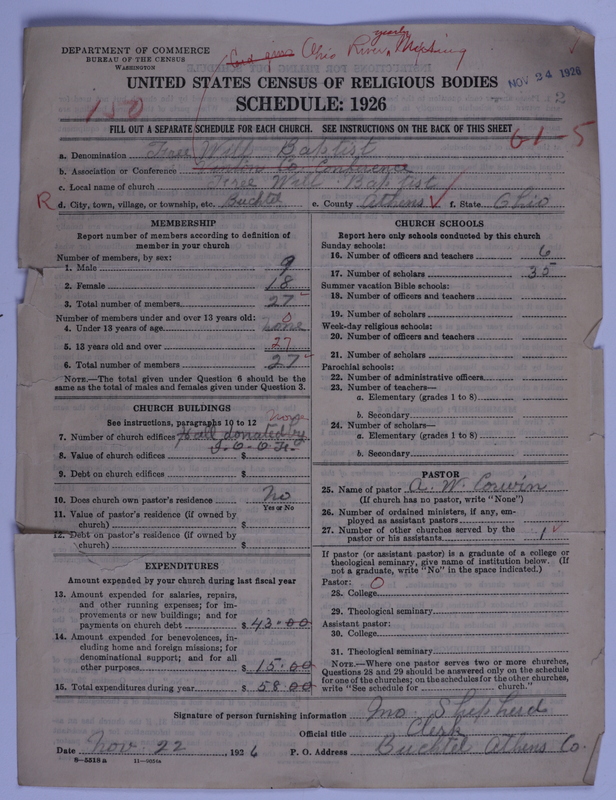 DEPARTMENT OF COMMERCE
BUREAU OF THE CENSUS
WASHINGTON
Ohio River yearly Meeting
UNITED STATES CENSUS OF RELIGIOUS BODIES
NOV 24 1926
SCHEDULE: 1926
150
2
FILL OUT A SEPARATE SCHEDULE FOR EACH CHURCH. SEE INSTRUCTIONS ON THE BACK OF THIS SHEET
61-5
a. Denomination Free Will Baptist
b. Association or Conference Co. Conference
c. Local name of church Free Will Baptist
R d. City, town, village, or township, etc. Buchtel e. County Athens f. State Ohio
MEMBERSHIP
Report number of members according to definition of
member in your church
Number of members, by sex:
1. Male 9
2. Female 18
3. Total number of members. 27
Number of members under and over 13 years old: 0
4. Under 13 years of age none
5. 13 years old and over 27
6. Total number of members 27
NOTE.—The total given under Question 6 should be the
same as the total of males and females given under Question 3.
CHURCH BUILDINGS
See instructions, paragraphs 10 to 12 none
7. Number of church edifices Hall donated by
I.O.O.F.
8. Value of church edifices $
9. Debt on church edifices $
10. Does church own pastor's residence No
Yes or No
11. Value of pastor's residence (if owned by
church) $
12. Debt on pastor's residence (if owned by
church) $
EXPENDITURES
Amount expended by your church during last fiscal year
13. Amount expended for salaries, repairs,
and other running expenses; for im-
provements or new buildings; and for
payments on church debt $ 43.00
14. Amount expended for benevolences, in-
cluding home and foreign missions; for
denominational support; and for all
other purposes $ 15.00
15. Total expenditures during year $ 58.00
CHURCH SCHOOLS
Report here only schools conducted by this church
Sunday schools:
16. Number of officers and teachers 6
17. Number of scholars 35
Summer vacation Bible schools:
18. Number of officers and teachers
19. Number of scholars
Week-day religious schools:
20. Number of officers and teachers
21. Number of scholars
Parochial schools:
22. Number of administrative officers
23. Number of teachers—
a. Elementary (grades 1 to 8)
b. Secondary
24. Number of scholars—
a. Elementary (grades 1 to 8)
b. Secondary
PASTOR
25. Name of pastor A. W. Corwin
(If church has no pastor, write "None")
26. Number of ordained ministers, if any, em-
ployed as assistant pastors
27. Number of other churches served by the
pastor or his assistants 1
If pastor (or assistant pastor) is a graduate of a college or
theological seminary, give name of institution below. (If
not a graduate, write "No" in the space indicated.)
Pastor: 0
28. College
29. Theological seminary
Assistant pastor:
30. College
31. Theological seminary
NOTE.—Where one pastor serves two or more churches,
Questions 28 and 29 should be answered only on the schedule
for one of the churches; on the schedules for the other churches,
write "See schedule for church."
Signature of person furnishing information Jno. Shepherd
Official title Clerk
Date Nov. 22, 1926 P. O. Address Buchtel Athens Co.
8—5518a 11—9034a